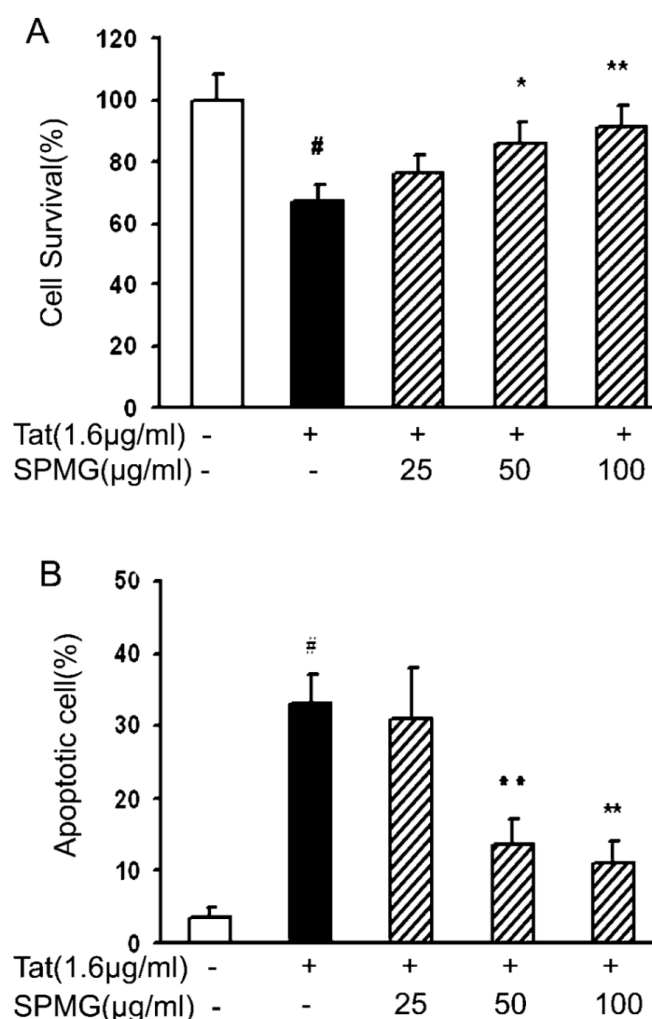 A
120
100
80
60
40
20
0
Cell Survival(%)
#
*
**
Tat(1.6μg/ml) - + + + +
SPMG(μg/ml) - - 25 50 100
B
50
40
30
20
10
0
Apoptotic cell(%)
#
**
**
Tat(1.6μg/ml) - + + + +
SPMG(μg/ml) - - 25 50 100